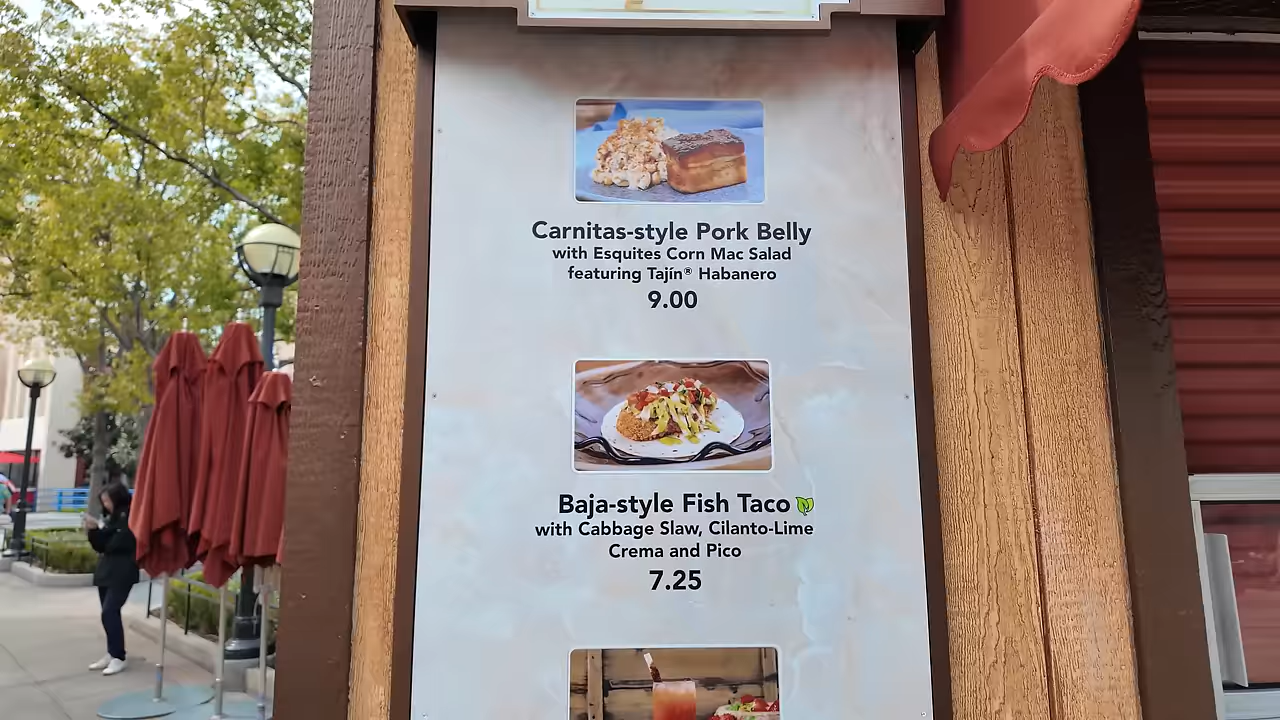 Carnitas-style Pork Belly
with Esquites Corn Mac Salad
featuring Tajín® Habanero
9.00
Baja-style Fish Taco
with Cabbage Slaw, Cilanto-Lime
Crema and Pico
7.25